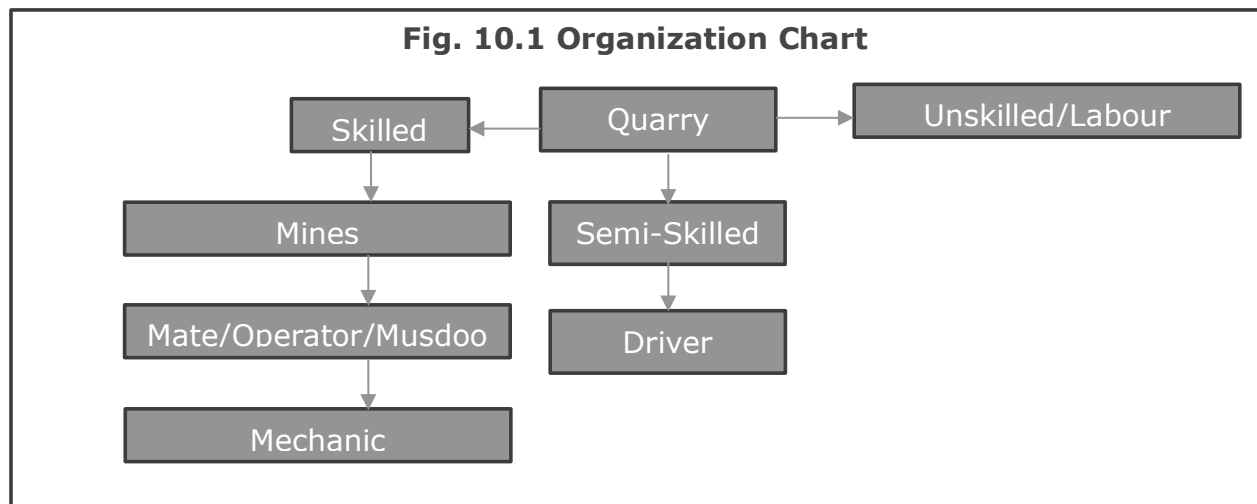 Fig. 10.1 Organization Chart
Skilled
Quarry
Unskilled/Labour
Mines
Semi-Skilled
Mate/Operator/Musdoo
Driver
Mechanic